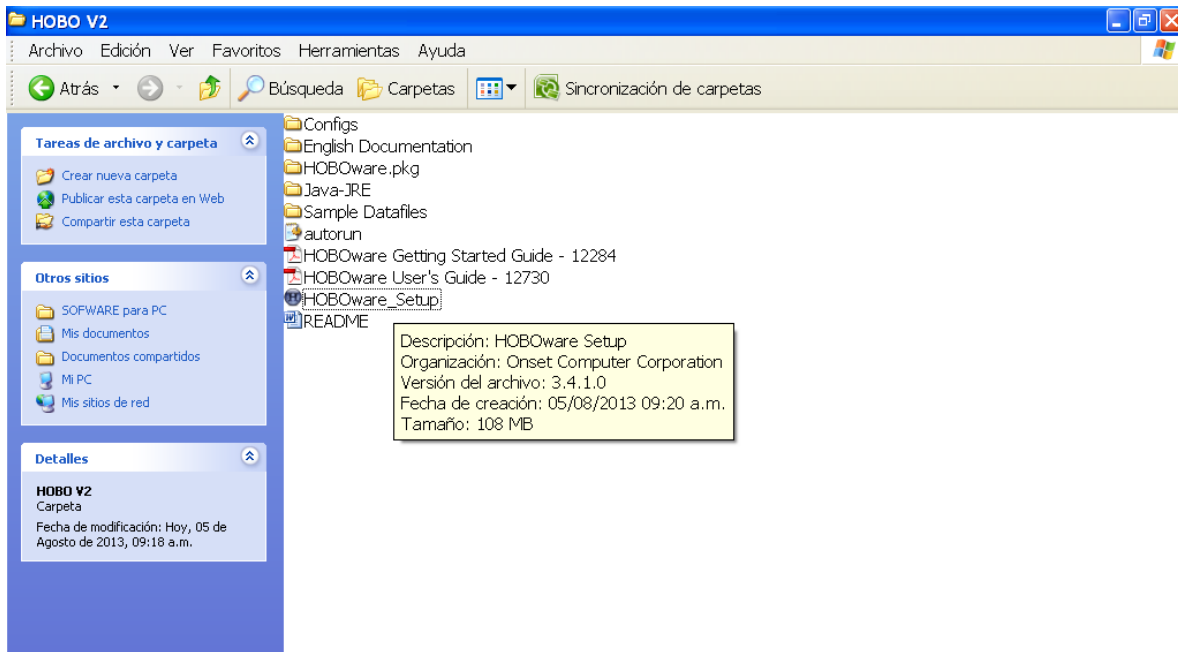 HOBO V2
Archivo Edición Ver Favoritos Herramientas Ayuda
Atrás Búsqueda Carpetas Sincronización de carpetas
Tareas de archivo y carpeta
Crear nueva carpeta
Publicar esta carpeta en Web
Compartir esta carpeta
Otros sitios
SOFWARE para PC
Mis documentos
Documentos compartidos
Mi PC
Mis sitios de red
Detalles
HOBO V2
Carpeta
Fecha de modificación: Hoy, 05 de
Agosto de 2013, 09:18 a.m.
Configs
English Documentation
HOBOware.pkg
Java-JRE
Sample Datafiles
autorun
HOBOware Getting Started Guide - 12284
HOBOware User's Guide - 12730
HOBOware_Setup
README
Descripción: HOBOware Setup
Organización: Onset Computer Corporation
Versión del archivo: 3.4.1.0
Fecha de creación: 05/08/2013 09:20 a.m.
Tamaño: 108 MB